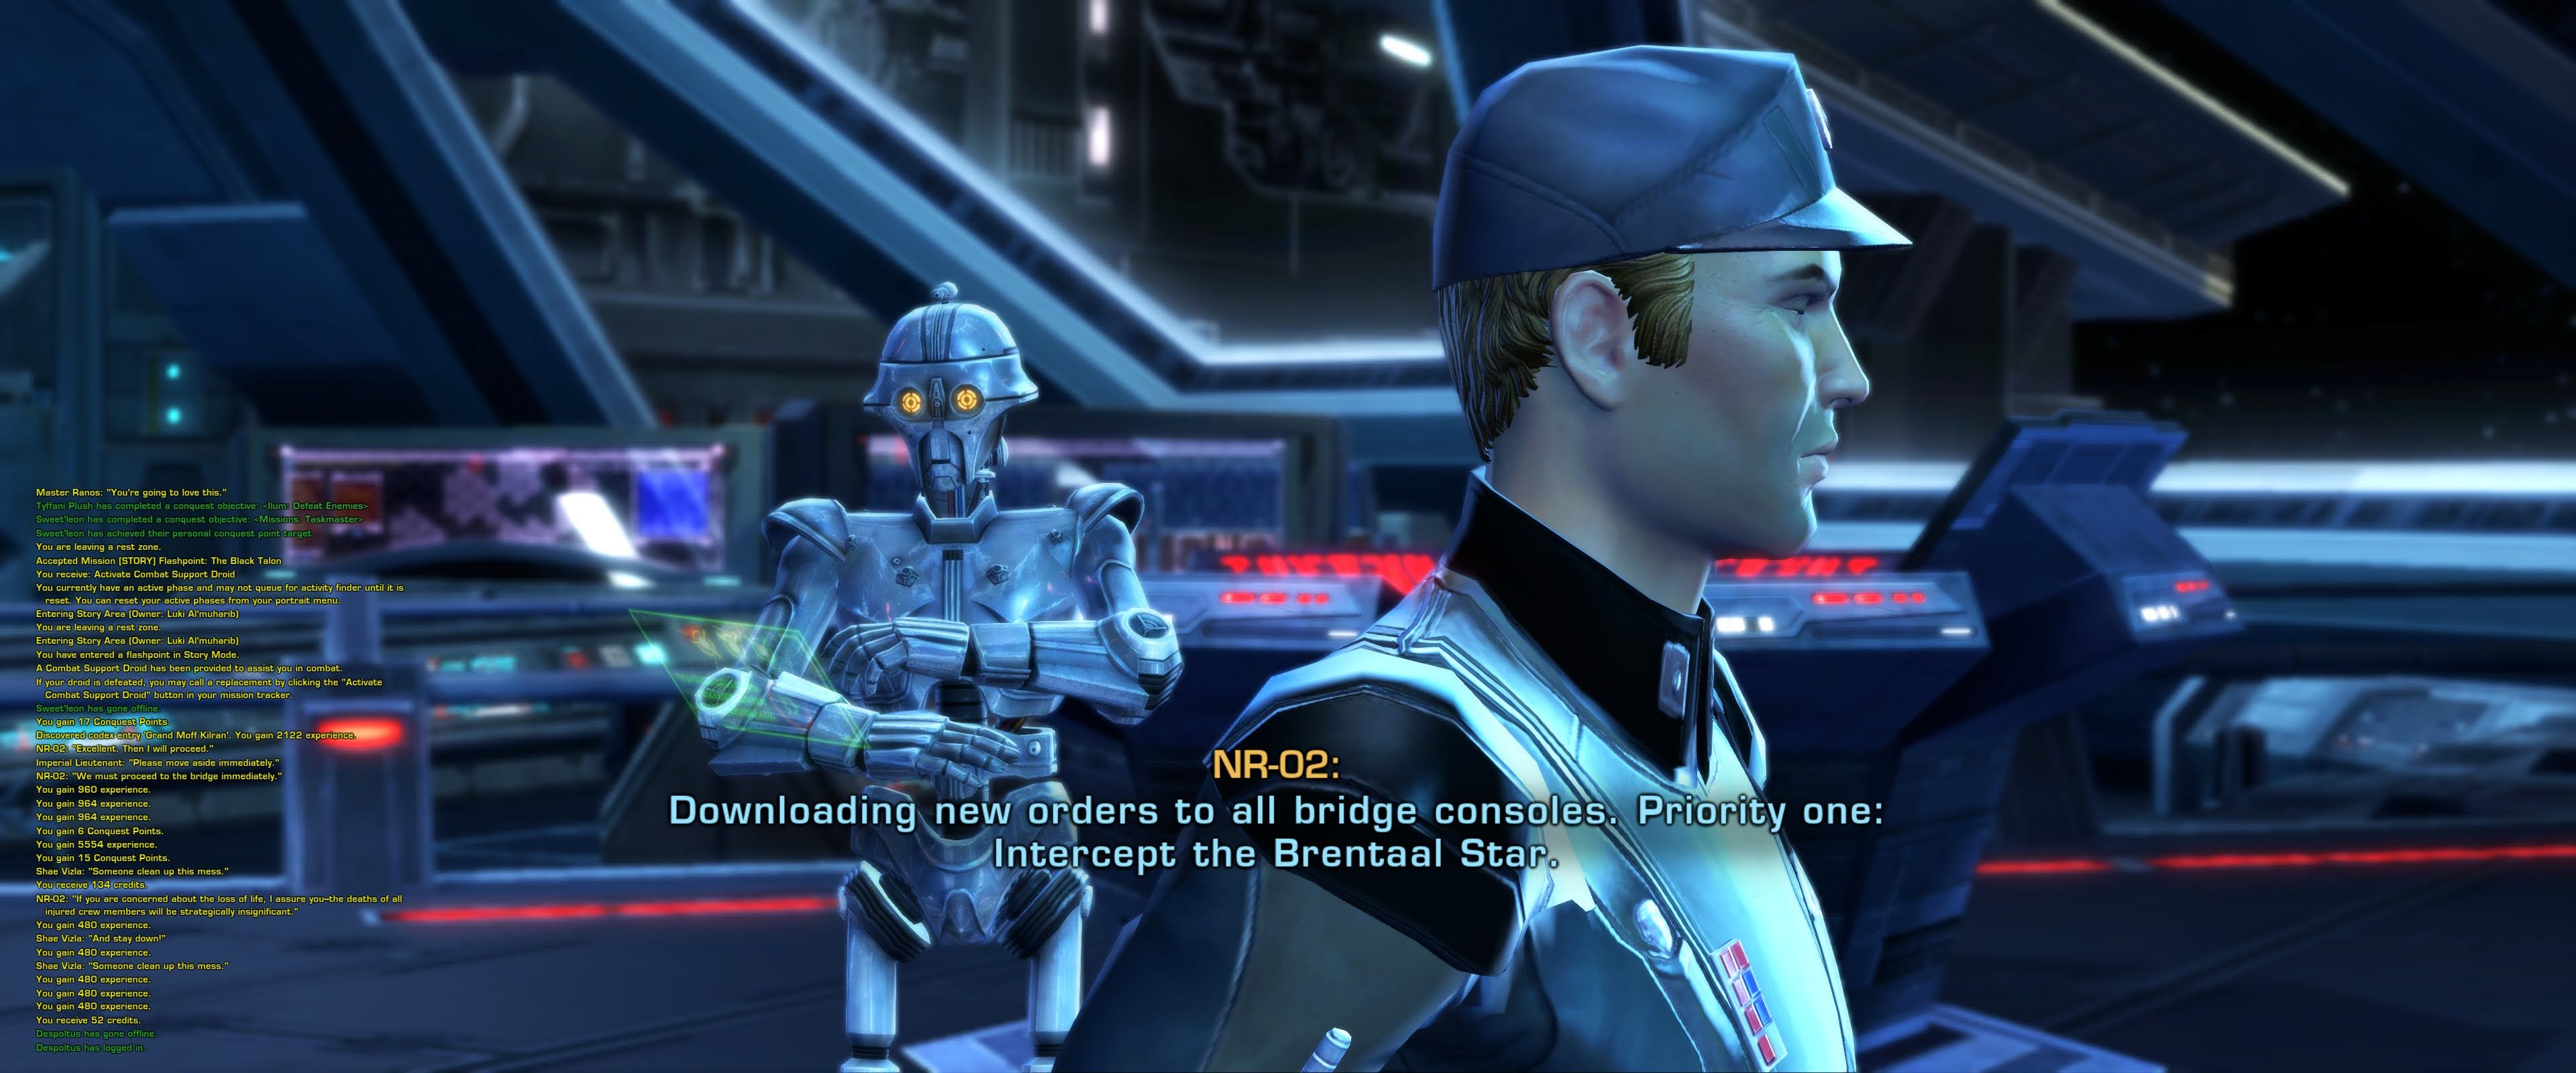 Master Ranos: "You're going to love this."
Tyffani Plush has completed a conquest objective: <Ilum: Defeat Enemies>
Sweet'leon has completed a conquest objective: <Missions: Taskmaster>
Sweet'leon has achieved their personal conquest point target.
You are leaving a rest zone.
Accepted Mission [STORY] Flashpoint: The Black Talon
You receive: Activate Combat Support Droid
You currently have an active phase and may not queue for activity finder until it is
reset. You can reset your active phases from your portrait menu.
Entering Story Area (Owner: Luki Al'muharib)
You are leaving a rest zone.
Entering Story Area (Owner: Luki Al'muharib)
You have entered a flashpoint in Story Mode.
A Combat Support Droid has been provided to assist you in combat.
If your droid is defeated, you may call a replacement by clicking the "Activate
Combat Support Droid" button in your mission tracker.
Sweet'leon has gone offline.
You gain 17 Conquest Points.
Discovered codex entry 'Grand Moff Kilran'. You gain 2122 experience.
NR-02: "Excellent. Then I will proceed."
Imperial Lieutenant: "Please move aside immediately."
NR-02: "We must proceed to the bridge immediately."
You gain 960 experience.
You gain 964 experience.
You gain 964 experience.
You gain 6 Conquest Points.
You gain 5554 experience.
You gain 15 Conquest Points.
Shae Vizla: "Someone clean up this mess."
You receive 134 credits.
NR-02: "If you are concerned about the loss of life, I assure you–the deaths of all
injured crew members will be strategically insignificant."
You gain 480 experience.
Shae Vizla: "And stay down!"
You gain 480 experience.
Shae Vizla: "Someone clean up this mess."
You gain 480 experience.
You gain 480 experience.
You gain 480 experience.
You receive 52 credits.
Despoltus has gone offline.
Despoltus has logged in.
NR-02:
Downloading new orders to all bridge consoles. Priority one:
Intercept the Brentaal Star.